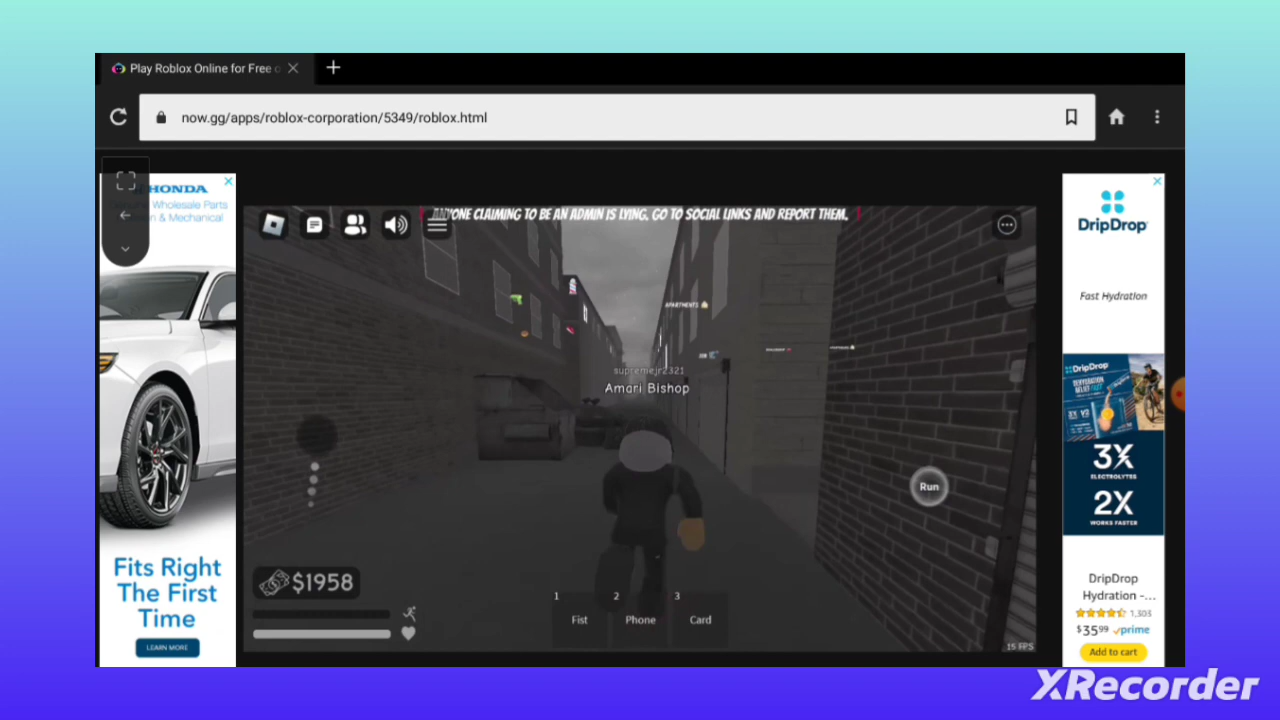 Play Roblox Online for Free o
now.gg/apps/roblox-corporation/5349/roblox.html
HONDA
Wholesale Parts
& Mechanical
Fits Right
The First
Time
LEARN MORE
ANYONE CLAIMING TO BE AN ADMIN IS LYING, GO TO SOCIAL LINKS AND REPORT THEM.
APARTMENTS
JOB
supremejr2321
Amari Bishop
Run
$1958
1
2
3
Fist
Phone
Card
15 FPS
DripDrop
Fast Hydration
DripDrop
3X
ELECTROLYTES
2X
WORKS FASTER
DripDrop
Hydration -...
1,303
$35.99 prime
Add to cart
XRecorder